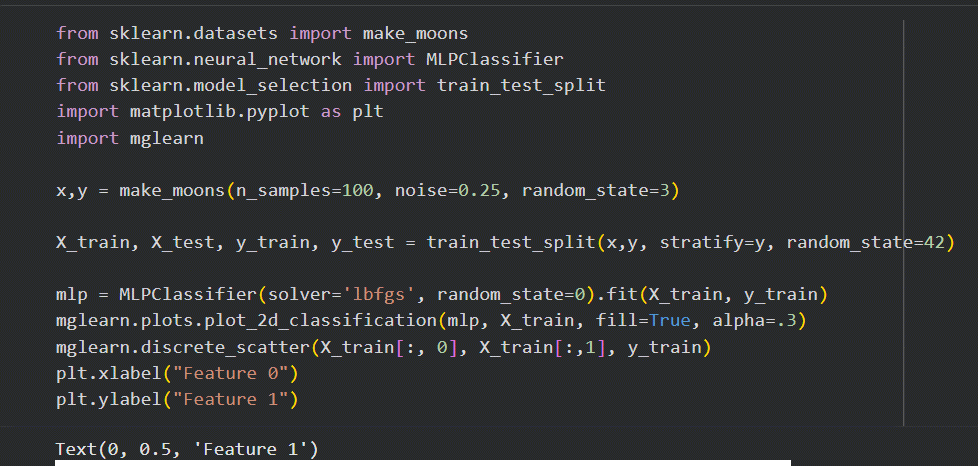 from sklearn.datasets import make_moons
from sklearn.neural_network import MLPClassifier
from sklearn.model_selection import train_test_split
import matplotlib.pyplot as plt
import mglearn
x,y = make_moons(n_samples=100, noise=0.25, random_state=3)
X_train, X_test, y_train, y_test = train_test_split(x,y, stratify=y, random_state=42)
mlp = MLPClassifier(solver='lbfgs', random_state=0).fit(X_train, y_train)
mglearn.plots.plot_2d_classification(mlp, X_train, fill=True, alpha=.3)
mglearn.discrete_scatter(X_train[:, 0], X_train[:,1], y_train)
plt.xlabel("Feature 0")
plt.ylabel("Feature 1")
Text(0, 0.5, 'Feature 1')